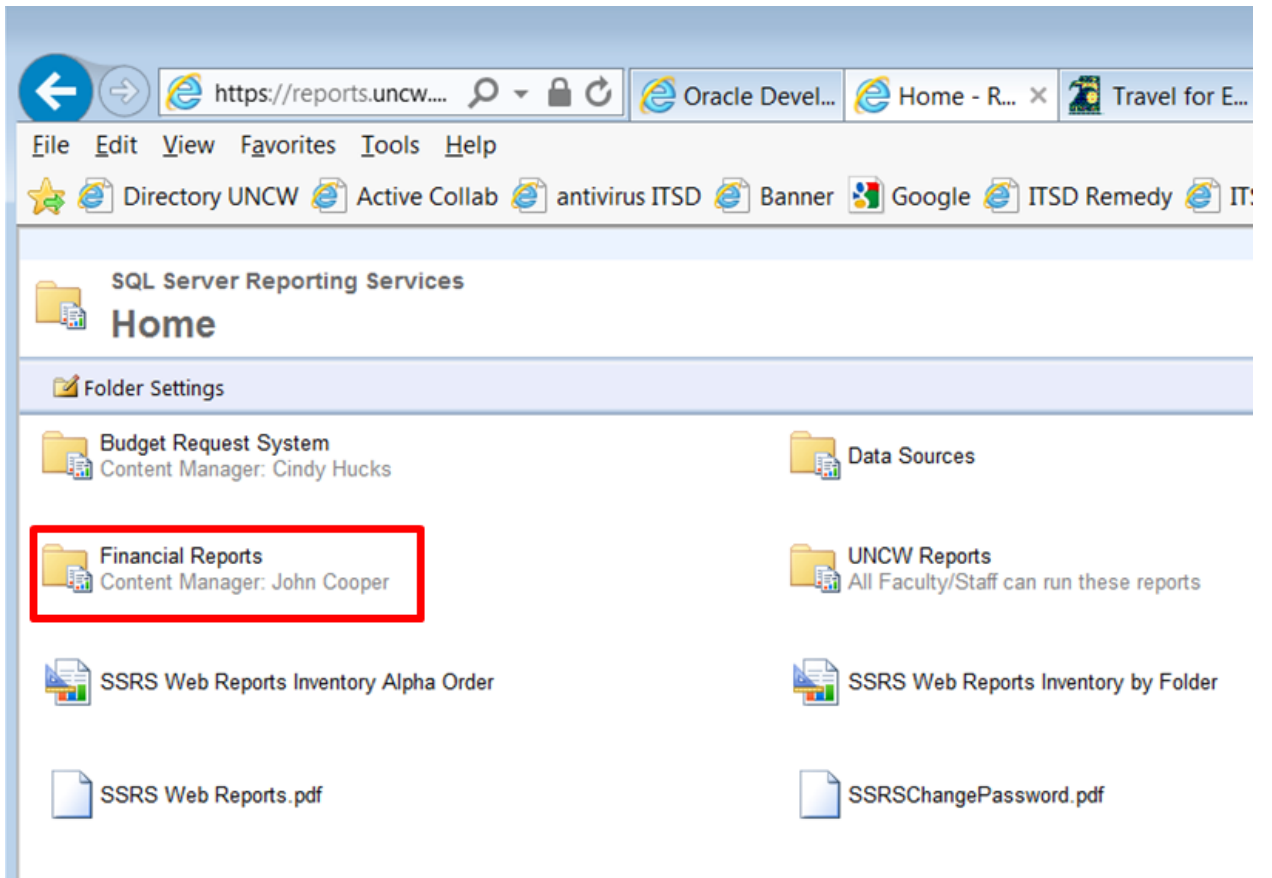 https://reports.uncw.... Oracle Devel... Home - R... Travel for E...
File Edit View Favorites Tools Help
Directory UNCW Active Collab antivirus ITSD Banner Google ITSD Remedy
SQL Server Reporting Services
Home
Folder Settings
Budget Request System
Content Manager: Cindy Hucks
Data Sources
Financial Reports
Content Manager: John Cooper
UNCW Reports
All Faculty/Staff can run these reports
SSRS Web Reports Inventory Alpha Order
SSRS Web Reports Inventory by Folder
SSRS Web Reports.pdf
SSRSChangePassword.pdf